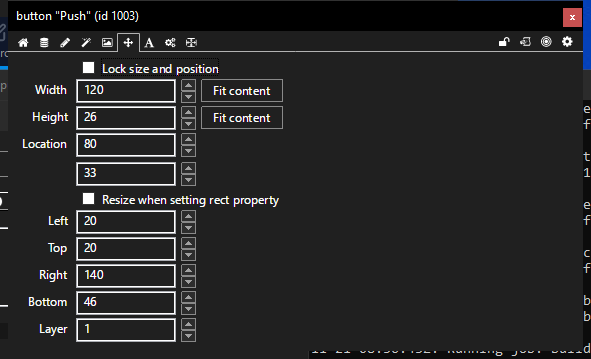 button "Push" (id 1003)
x
Lock size and position
Width 120 Fit content
Height 26 Fit content
Location 80
33
Resize when setting rect property
Left 20
Top 20
Right 140
Bottom 46
Layer 1